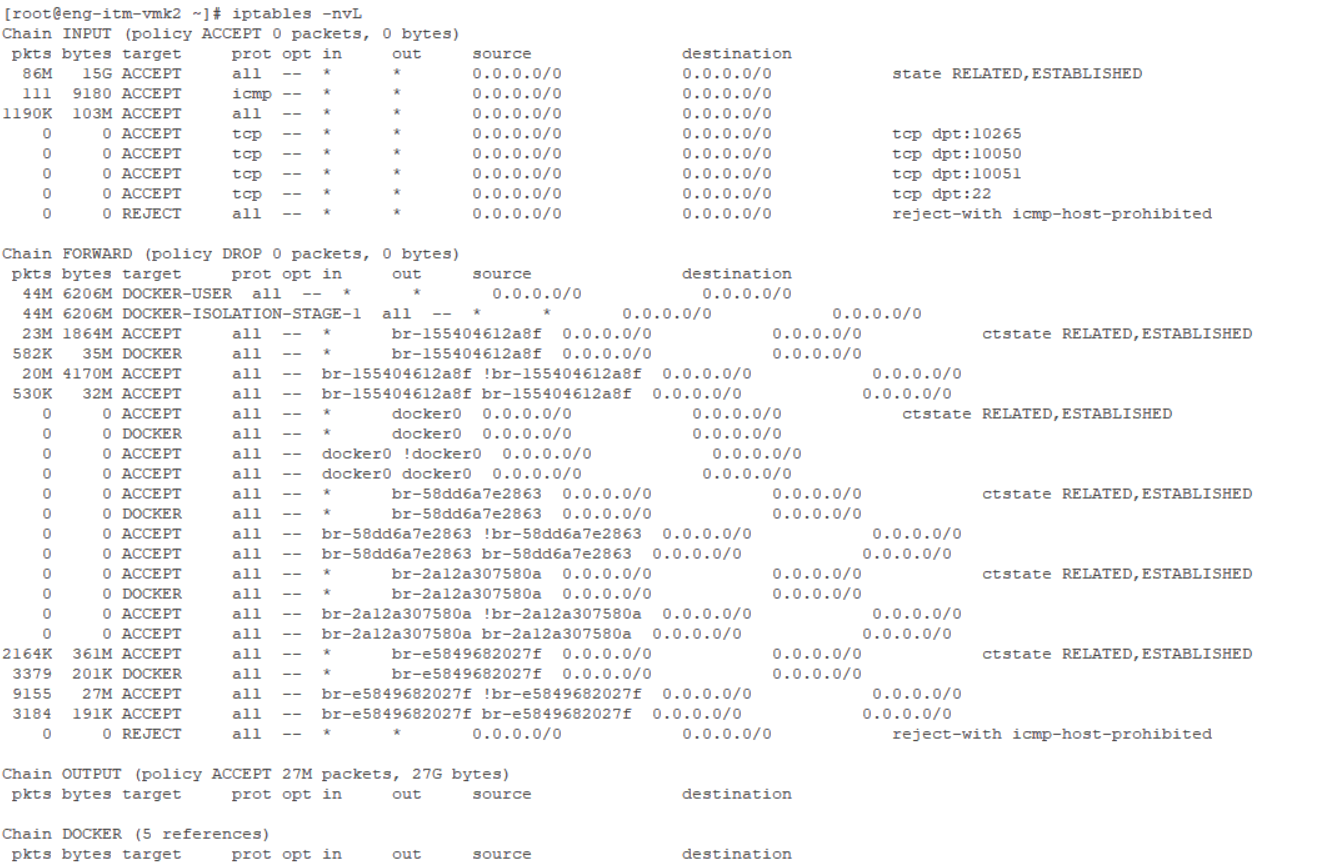 [root@eng-itm-vmk2 ~]# iptables -nvL
Chain INPUT (policy ACCEPT 0 packets, 0 bytes)
 pkts bytes target     prot opt in     out     source               destination
  86M   15G ACCEPT     all  --  *      *       0.0.0.0/0            0.0.0.0/0            state RELATED,ESTABLISHED
  111  9180 ACCEPT     icmp --  *      *       0.0.0.0/0            0.0.0.0/0
1190K  103M ACCEPT     all  --  *      *       0.0.0.0/0            0.0.0.0/0
    0     0 ACCEPT     tcp  --  *      *       0.0.0.0/0            0.0.0.0/0            tcp dpt:10265
    0     0 ACCEPT     tcp  --  *      *       0.0.0.0/0            0.0.0.0/0            tcp dpt:10050
    0     0 ACCEPT     tcp  --  *      *       0.0.0.0/0            0.0.0.0/0            tcp dpt:10051
    0     0 ACCEPT     tcp  --  *      *       0.0.0.0/0            0.0.0.0/0            tcp dpt:22
    0     0 REJECT     all  --  *      *       0.0.0.0/0            0.0.0.0/0            reject-with icmp-host-prohibited

Chain FORWARD (policy DROP 0 packets, 0 bytes)
 pkts bytes target     prot opt in     out     source               destination
  44M 6206M DOCKER-USER  all  --  *      *       0.0.0.0/0            0.0.0.0/0
  44M 6206M DOCKER-ISOLATION-STAGE-1  all  --  *      *       0.0.0.0/0            0.0.0.0/0
  23M 1864M ACCEPT     all  --  *      br-155404612a8f  0.0.0.0/0            0.0.0.0/0            ctstate RELATED,ESTABLISHED
 582K   35M DOCKER     all  --  *      br-155404612a8f  0.0.0.0/0            0.0.0.0/0
  20M 4170M ACCEPT     all  --  br-155404612a8f !br-155404612a8f  0.0.0.0/0            0.0.0.0/0
 530K   32M ACCEPT     all  --  br-155404612a8f br-155404612a8f  0.0.0.0/0            0.0.0.0/0
    0     0 ACCEPT     all  --  *      docker0  0.0.0.0/0            0.0.0.0/0            ctstate RELATED,ESTABLISHED
    0     0 DOCKER     all  --  *      docker0  0.0.0.0/0            0.0.0.0/0
    0     0 ACCEPT     all  --  docker0 !docker0  0.0.0.0/0            0.0.0.0/0
    0     0 ACCEPT     all  --  docker0 docker0  0.0.0.0/0            0.0.0.0/0
    0     0 ACCEPT     all  --  *      br-58dd6a7e2863  0.0.0.0/0            0.0.0.0/0            ctstate RELATED,ESTABLISHED
    0     0 DOCKER     all  --  *      br-58dd6a7e2863  0.0.0.0/0            0.0.0.0/0
    0     0 ACCEPT     all  --  br-58dd6a7e2863 !br-58dd6a7e2863  0.0.0.0/0            0.0.0.0/0
    0     0 ACCEPT     all  --  br-58dd6a7e2863 br-58dd6a7e2863  0.0.0.0/0            0.0.0.0/0
    0     0 ACCEPT     all  --  *      br-2a12a307580a  0.0.0.0/0            0.0.0.0/0            ctstate RELATED,ESTABLISHED
    0     0 DOCKER     all  --  *      br-2a12a307580a  0.0.0.0/0            0.0.0.0/0
    0     0 ACCEPT     all  --  br-2a12a307580a !br-2a12a307580a  0.0.0.0/0            0.0.0.0/0
    0     0 ACCEPT     all  --  br-2a12a307580a br-2a12a307580a  0.0.0.0/0            0.0.0.0/0
2164K  361M ACCEPT     all  --  *      br-e5849682027f  0.0.0.0/0            0.0.0.0/0            ctstate RELATED,ESTABLISHED
 3379  201K DOCKER     all  --  *      br-e5849682027f  0.0.0.0/0            0.0.0.0/0
 9155   27M ACCEPT     all  --  br-e5849682027f !br-e5849682027f  0.0.0.0/0            0.0.0.0/0
 3184  191K ACCEPT     all  --  br-e5849682027f br-e5849682027f  0.0.0.0/0            0.0.0.0/0
    0     0 REJECT     all  --  *      *       0.0.0.0/0            0.0.0.0/0            reject-with icmp-host-prohibited

Chain OUTPUT (policy ACCEPT 27M packets, 27G bytes)
 pkts bytes target     prot opt in     out     source               destination

Chain DOCKER (5 references)
 pkts bytes target     prot opt in     out     source               destination